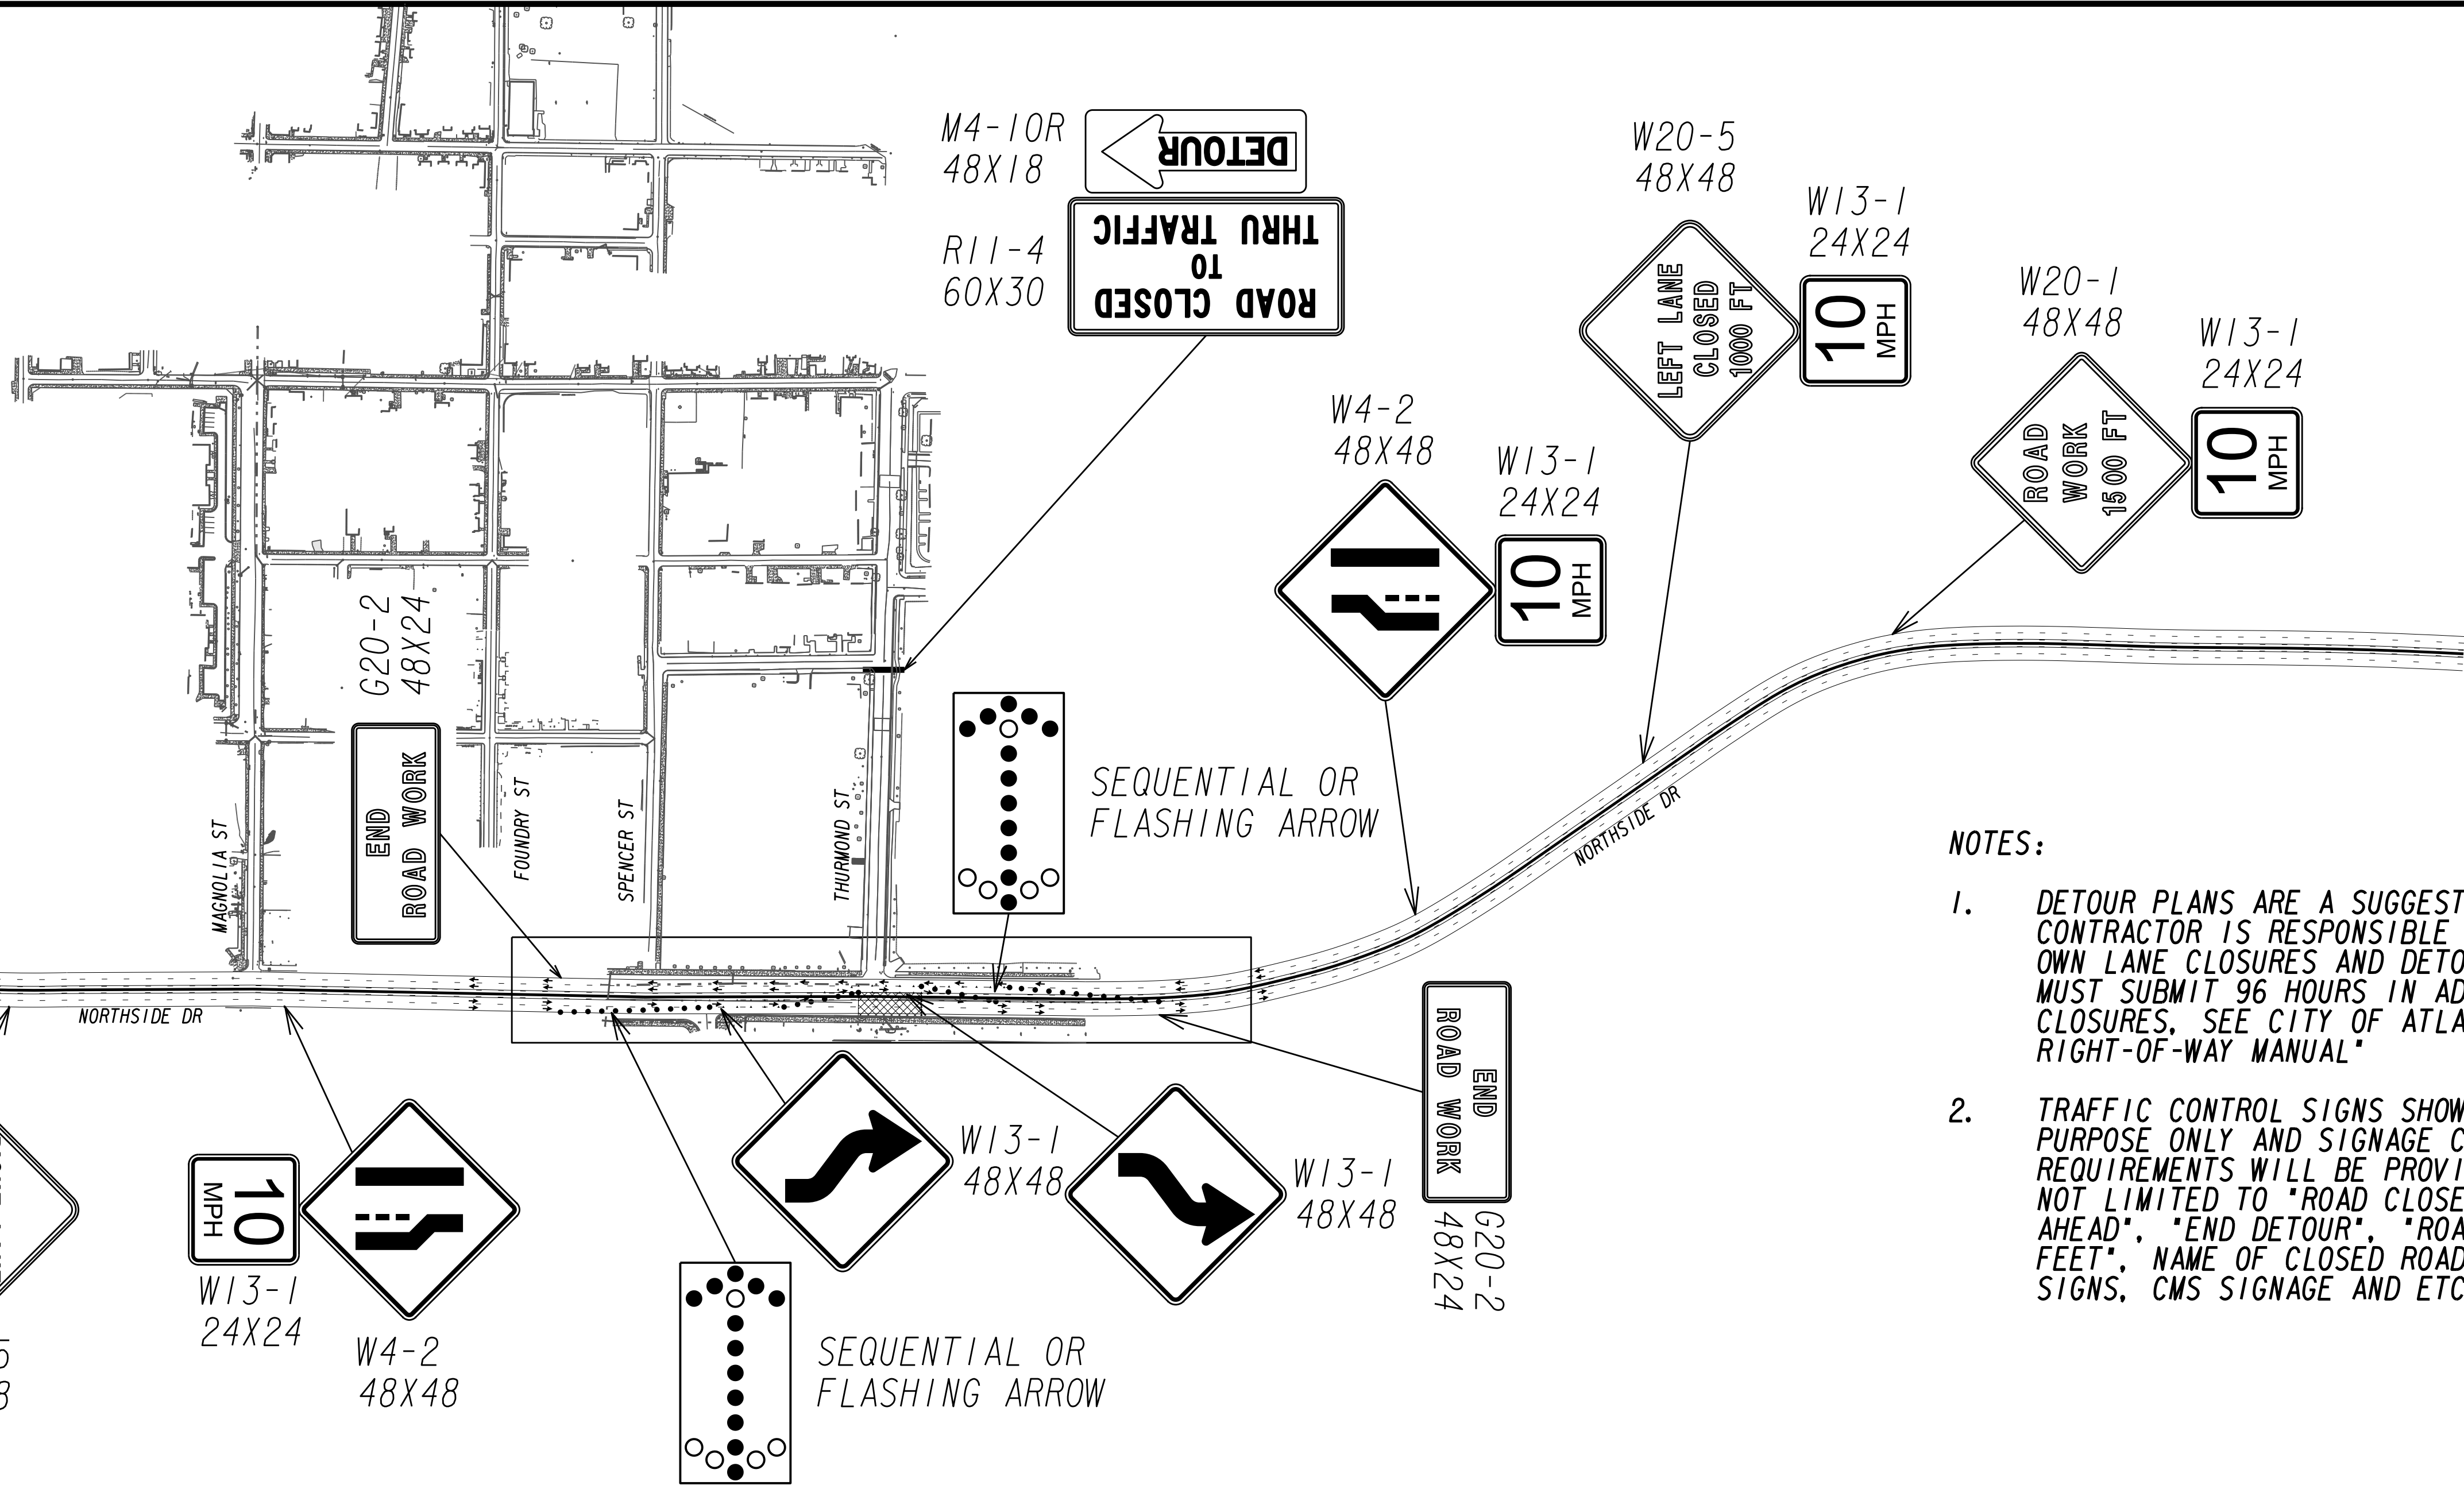 M4-10R
48X18
DETOUR
R11-4
60X30
ROAD CLOSED
TO
THRU TRAFFIC
W20-5
48X48
LEFT LANE
CLOSED
1000 FT
W13-1
24X24
10
MPH
W20-1
48X48
ROAD
WORK
1500 FT
W13-1
24X24
10
MPH
W4-2
48X48
W13-1
24X24
10
MPH
G20-2
48X24
END
ROAD WORK
SEQUENTIAL OR
FLASHING ARROW
MAGNOLIA ST
FOUNDRY ST
SPENCER ST
THURMOND ST
NORTHSIDE DR
NORTHSIDE DR
NOTES:
1. DETOUR PLANS ARE A SUGGEST
CONTRACTOR IS RESPONSIBLE
OWN LANE CLOSURES AND DETO
MUST SUBMIT 96 HOURS IN AD
CLOSURES, SEE CITY OF ATLA
RIGHT-OF-WAY MANUAL"
2. TRAFFIC CONTROL SIGNS SHOW
PURPOSE ONLY AND SIGNAGE C
REQUIREMENTS WILL BE PROVI
NOT LIMITED TO "ROAD CLOSE
AHEAD", "END DETOUR", "ROA
FEET", NAME OF CLOSED ROAD
SIGNS, CMS SIGNAGE AND ETC
10
MPH
W13-1
24X24
W4-2
48X48
W13-1
48X48
W13-1
48X48
END
ROAD WORK
G20-2
48X24
SEQUENTIAL OR
FLASHING ARROW
5
8